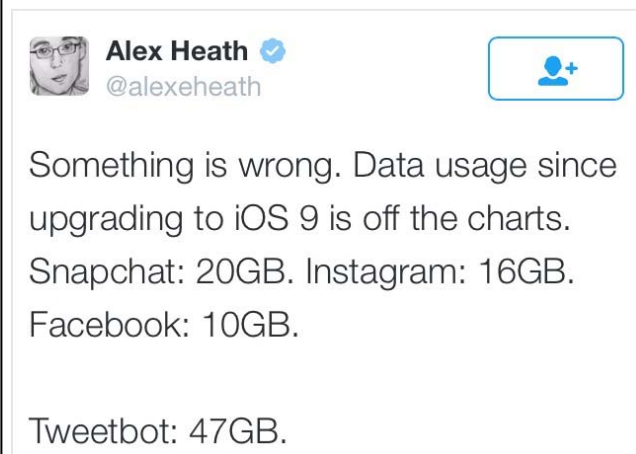 Alex Heath
@alexeheath
Something is wrong. Data usage since
upgrading to iOS 9 is off the charts.
Snapchat: 20GB. Instagram: 16GB.
Facebook: 10GB.
Tweetbot: 47GB.